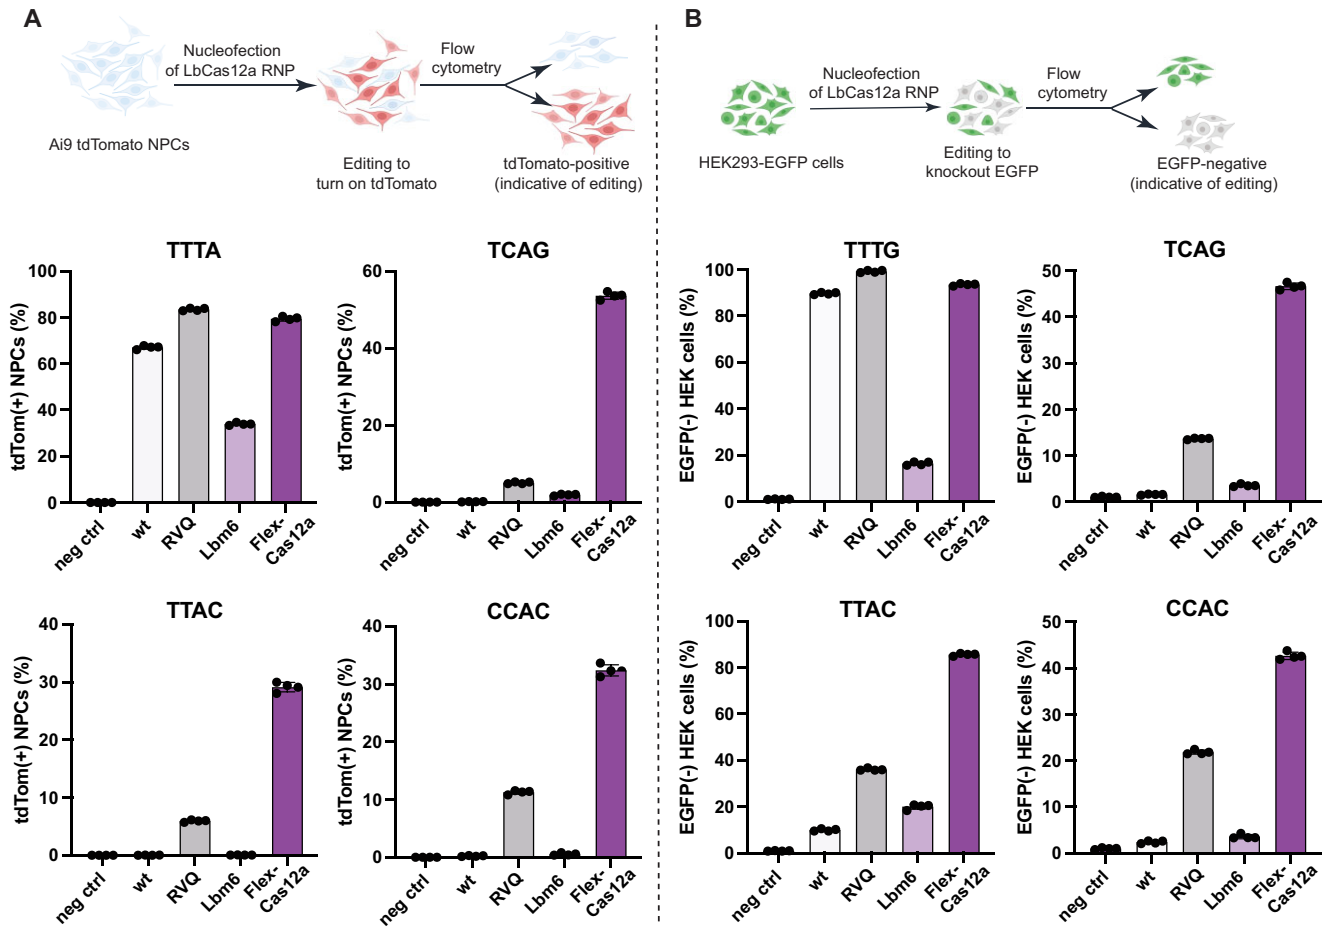 A
Nucleofection
of LbCas12a RNP
Flow
cytometry
Ai9 tdTomato NPCs
Editing to
turn on tdTomato
tdTomato-positive
(indicative of editing)
TTTA
tdTom(+) NPCs (%)
100
80
60
40
20
0
neg ctrl
wt
RVQ
Lbm6
Flex-
Cas12a
TCAG
tdTom(+) NPCs (%)
60
40
20
0
neg ctrl
wt
RVQ
Lbm6
Flex-
Cas12a
TTAC
tdTom(+) NPCs (%)
40
30
20
10
0
neg ctrl
wt
RVQ
Lbm6
Flex-
Cas12a
CCAC
tdTom(+) NPCs (%)
40
30
20
10
0
neg ctrl
wt
RVQ
Lbm6
Flex-
Cas12a
B
Nucleofection
of LbCas12a RNP
Flow
cytometry
HEK293-EGFP cells
Editing to
knockout EGFP
EGFP-negative
(indicative of editing)
TTTG
EGFP(-) HEK cells (%)
100
80
60
40
20
0
neg ctrl
wt
RVQ
Lbm6
Flex-
Cas12a
TCAG
EGFP(-) HEK cells (%)
50
40
30
20
10
0
neg ctrl
wt
RVQ
Lbm6
Flex-
Cas12a
TTAC
EGFP(-) HEK cells (%)
100
80
60
40
20
0
neg ctrl
wt
RVQ
Lbm6
Flex-
Cas12a
CCAC
EGFP(-) HEK cells (%)
50
40
30
20
10
0
neg ctrl
wt
RVQ
Lbm6
Flex-
Cas12a